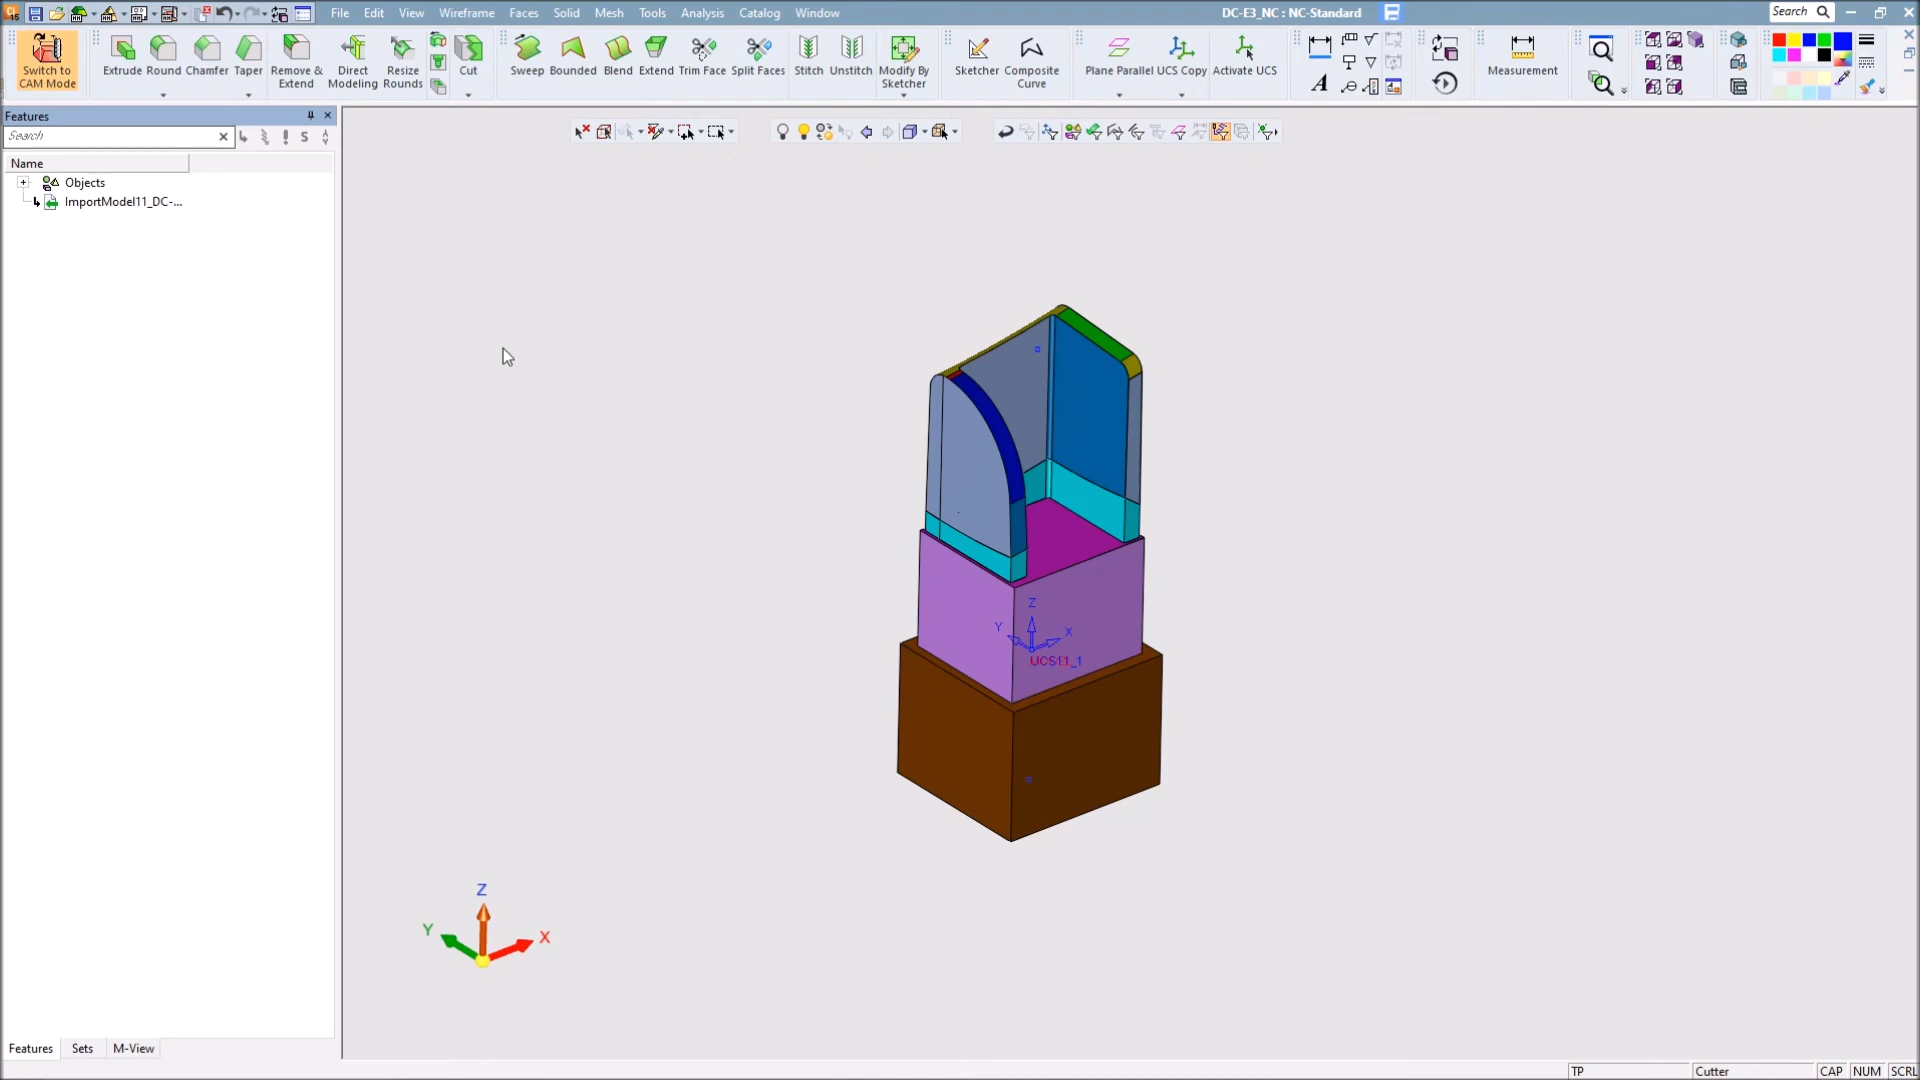 File Edit View Wireframe Faces Solid Mesh Tools Analysis Catalog Window
DC-E3_NC : NC-Standard
Search
Switch to
CAM Mode
Extrude
Round
Chamfer
Taper
Remove &
Extend
Direct
Modeling
Resize
Rounds
Cut
Sweep
Bounded
Blend
Extend
Trim Face
Split Faces
Stitch
Unstitch
Modify By
Sketcher
Sketcher
Composite
Curve
Plane Parallel
UCS Copy
Activate UCS
A
Measurement
Features
Search
S
Name
Objects
ImportModel11_DC-...
Z
Y
X
Z
Y
X
Features
Sets
M-View
TP
Cutter
CAP
NUM
SCRL